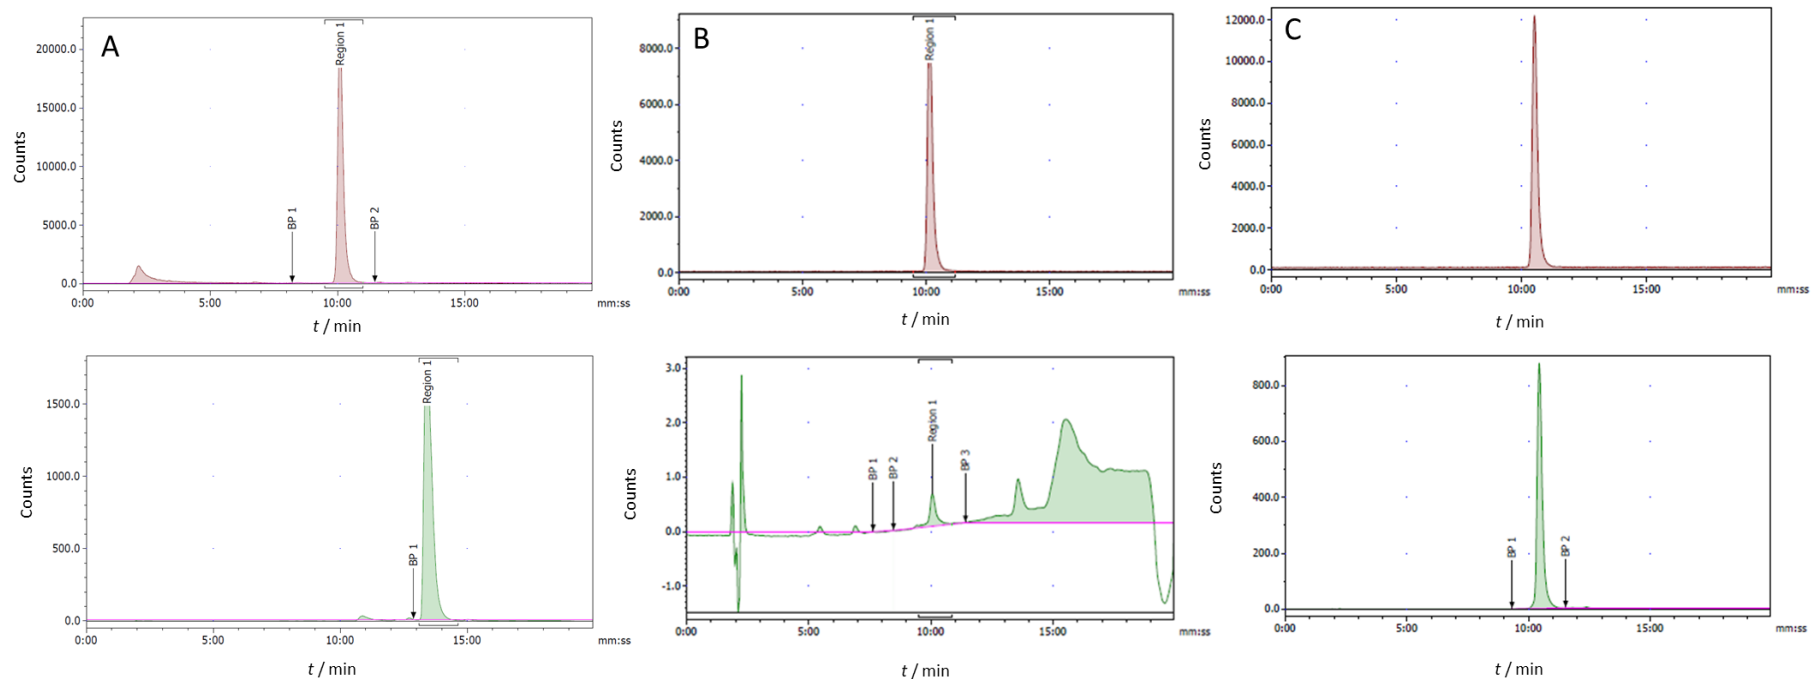 A
Region 1
20000.0
15000.0
10000.0
5000.0
0.0
Counts
BP 1
BP 2
0:00
5:00
10:00
15:00
mm:ss
t / min
B
Region 1
8000.0
6000.0
4000.0
2000.0
0.0
Counts
0:00
5:00
10:00
15:00
mm:ss
t / min
C
12000.0
10000.0
8000.0
6000.0
4000.0
2000.0
0.0
Counts
0:00
5:00
10:00
15:00
mm:ss
t / min
Region 1
1500.0
1000.0
500.0
0.0
Counts
BP 1
0:00
5:00
10:00
15:00
mm:ss
t / min
3.0
2.0
1.0
0.0
-1.0
Counts
BP 1
BP 2
Region 1
BP 3
0:00
5:00
10:00
15:00
mm:ss
t / min
800.0
600.0
400.0
200.0
0.0
Counts
BP 1
BP 2
0:00
5:00
10:00
15:00
mm:ss
t / min